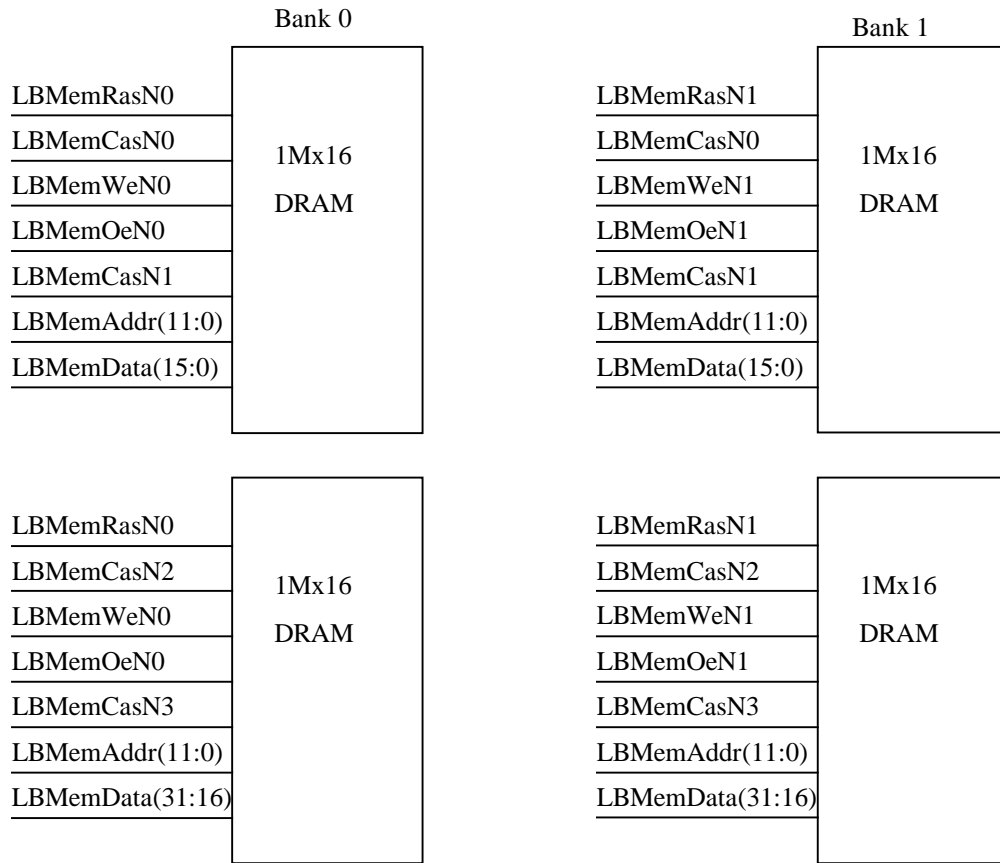 Bank 0
LBMemRasN0
LBMemCasN0
LBMemWeN0
LBMemOeN0
LBMemCasN1
LBMemAddr(11:0)
LBMemData(15:0)
1Mx16
DRAM
Bank 1
LBMemRasN1
LBMemCasN0
LBMemWeN1
LBMemOeN1
LBMemCasN1
LBMemAddr(11:0)
LBMemData(15:0)
1Mx16
DRAM
LBMemRasN0
LBMemCasN2
LBMemWeN0
LBMemOeN0
LBMemCasN3
LBMemAddr(11:0)
LBMemData(31:16)
1Mx16
DRAM
LBMemRasN1
LBMemCasN2
LBMemWeN1
LBMemOeN1
LBMemCasN3
LBMemAddr(11:0)
LBMemData(31:16)
1Mx16
DRAM